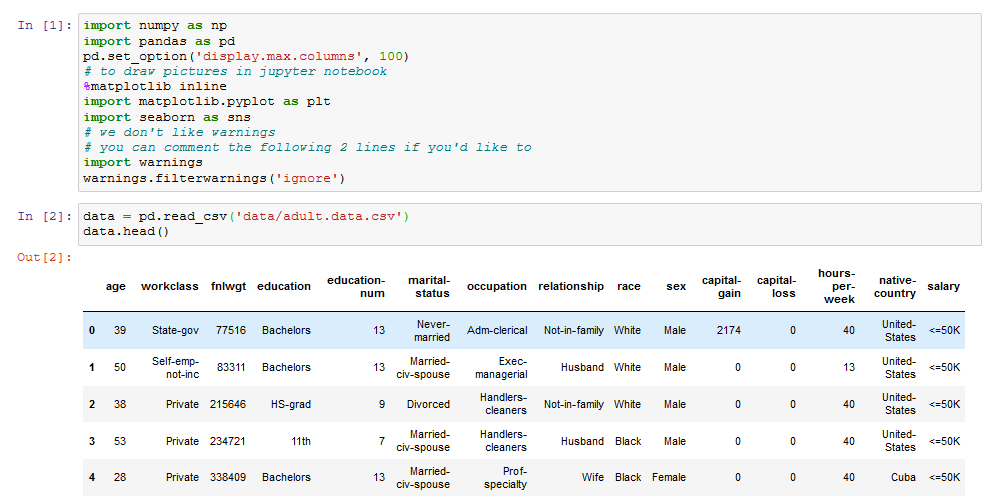 In [1]: import numpy as np
import pandas as pd
pd.set_option('display.max.columns', 100)
# to draw pictures in jupyter notebook
%matplotlib inline
import matplotlib.pyplot as plt
import seaborn as sns
# we don't like warnings
# you can comment the following 2 lines if you'd like to
import warnings
warnings.filterwarnings('ignore')
In [2]: data = pd.read_csv('data/adult.data.csv')
data.head()
Out[2]:
age workclass fnlwgt education education-num marital-status occupation relationship race sex capital-gain capital-loss hours-per-week native-country salary
0 39 State-gov 77516 Bachelors 13 Never-married Adm-clerical Not-in-family White Male 2174 0 40 United-States <=50K
1 50 Self-emp-not-inc 83311 Bachelors 13 Married-civ-spouse Exec-managerial Husband White Male 0 0 13 United-States <=50K
2 38 Private 215646 HS-grad 9 Divorced Handlers-cleaners Not-in-family White Male 0 0 40 United-States <=50K
3 53 Private 234721 11th 7 Married-civ-spouse Handlers-cleaners Husband Black Male 0 0 40 United-States <=50K
4 28 Private 338409 Bachelors 13 Married-civ-spouse Prof-specialty Wife Black Female 0 0 40 Cuba <=50K